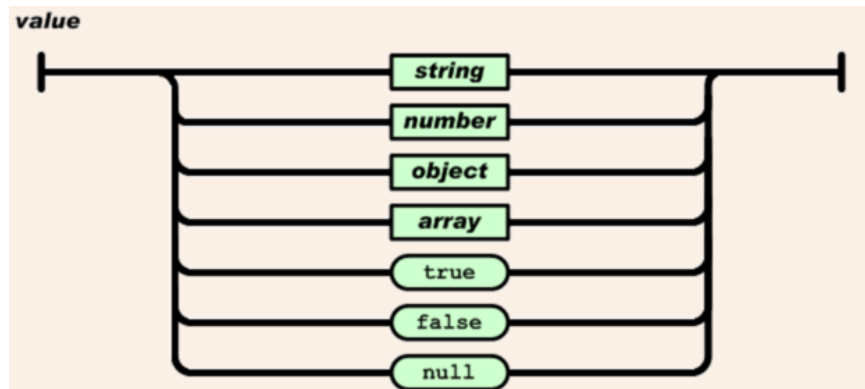 value
string
number
object
array
true
false
null